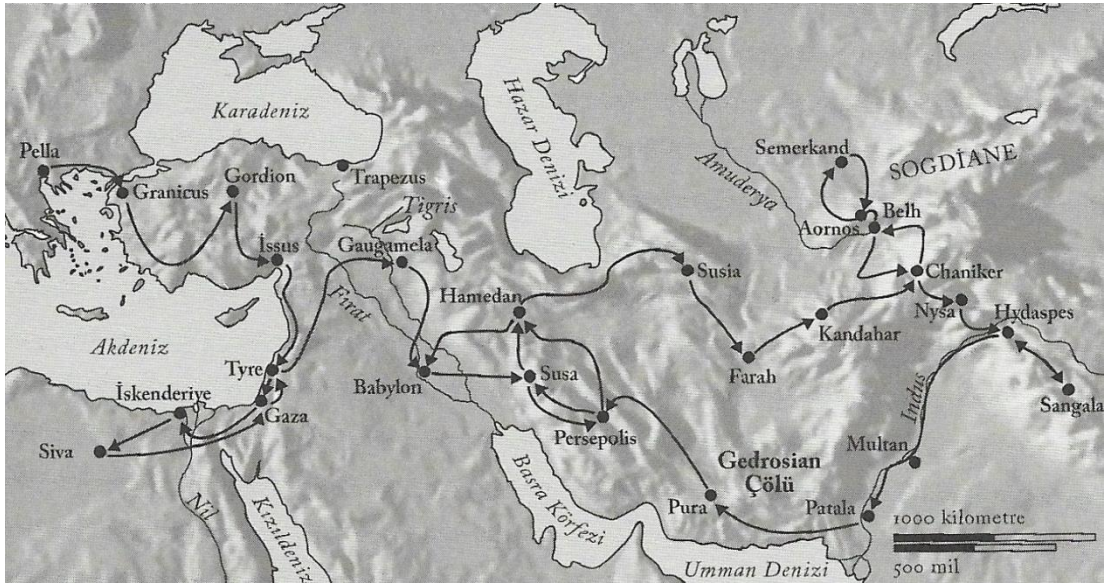 Karadeniz
Hazar Denizi
Pella
Granicus
Gordion
Trapezus
Tigris
Semerkand
SOGDIANE
Amuderya
Belh
Aornos
İssus
Gaugamela
Susia
Chaniker
Hamedan
Fırat
Nysa
Hydaspes
Kandahar
Akdeniz
Tyre
Babylon
Susa
Farah
İskenderiye
Gaza
Indus
Sangala
Siva
Persepolis
Multan
Gedrosian
Çölü
Basra Körfezi
Nil
Kızıldeniz
Pura
Patala
1000 kilometre
500 mil
Umman Denizi